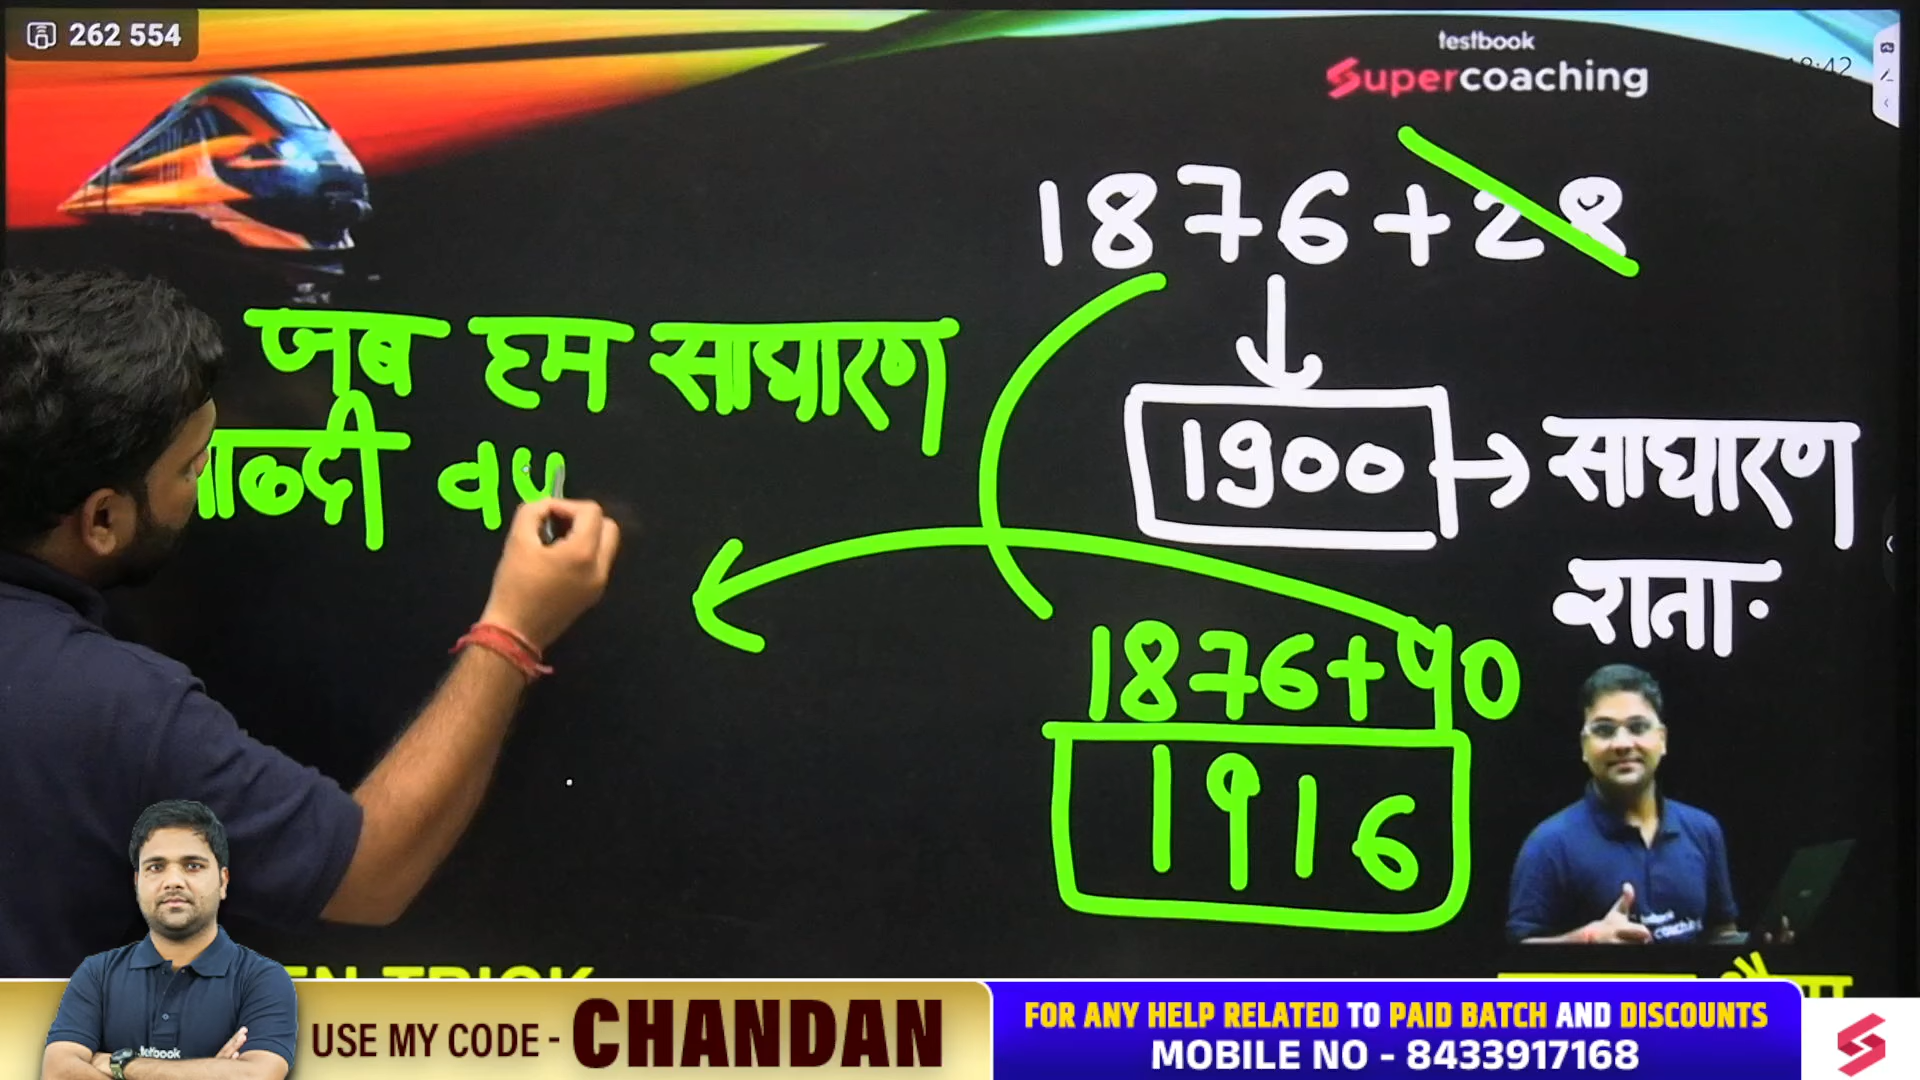 262 554
testbook
Supercoaching
1876+28
जब हम साधारण
1900 → साधारण
शता॰
1876+40
1916
USE MY CODE - CHANDAN
FOR ANY HELP RELATED TO PAID BATCH AND DISCOUNTS
MOBILE NO - 8433917168